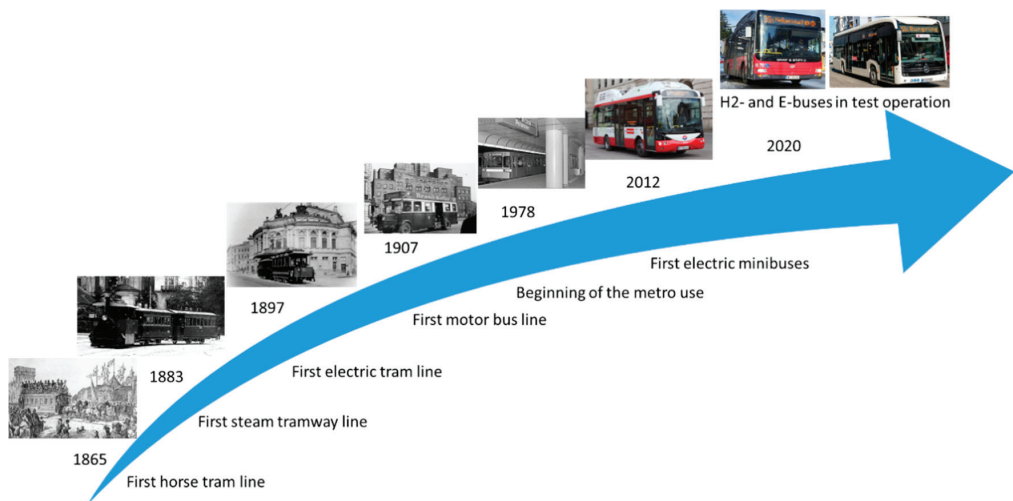 H2- and E-buses in test operation
2020
2012
1978
1907
1897
1883
1865
First electric minibuses
Beginning of the metro use
First motor bus line
First electric tram line
First steam tramway line
First horse tram line